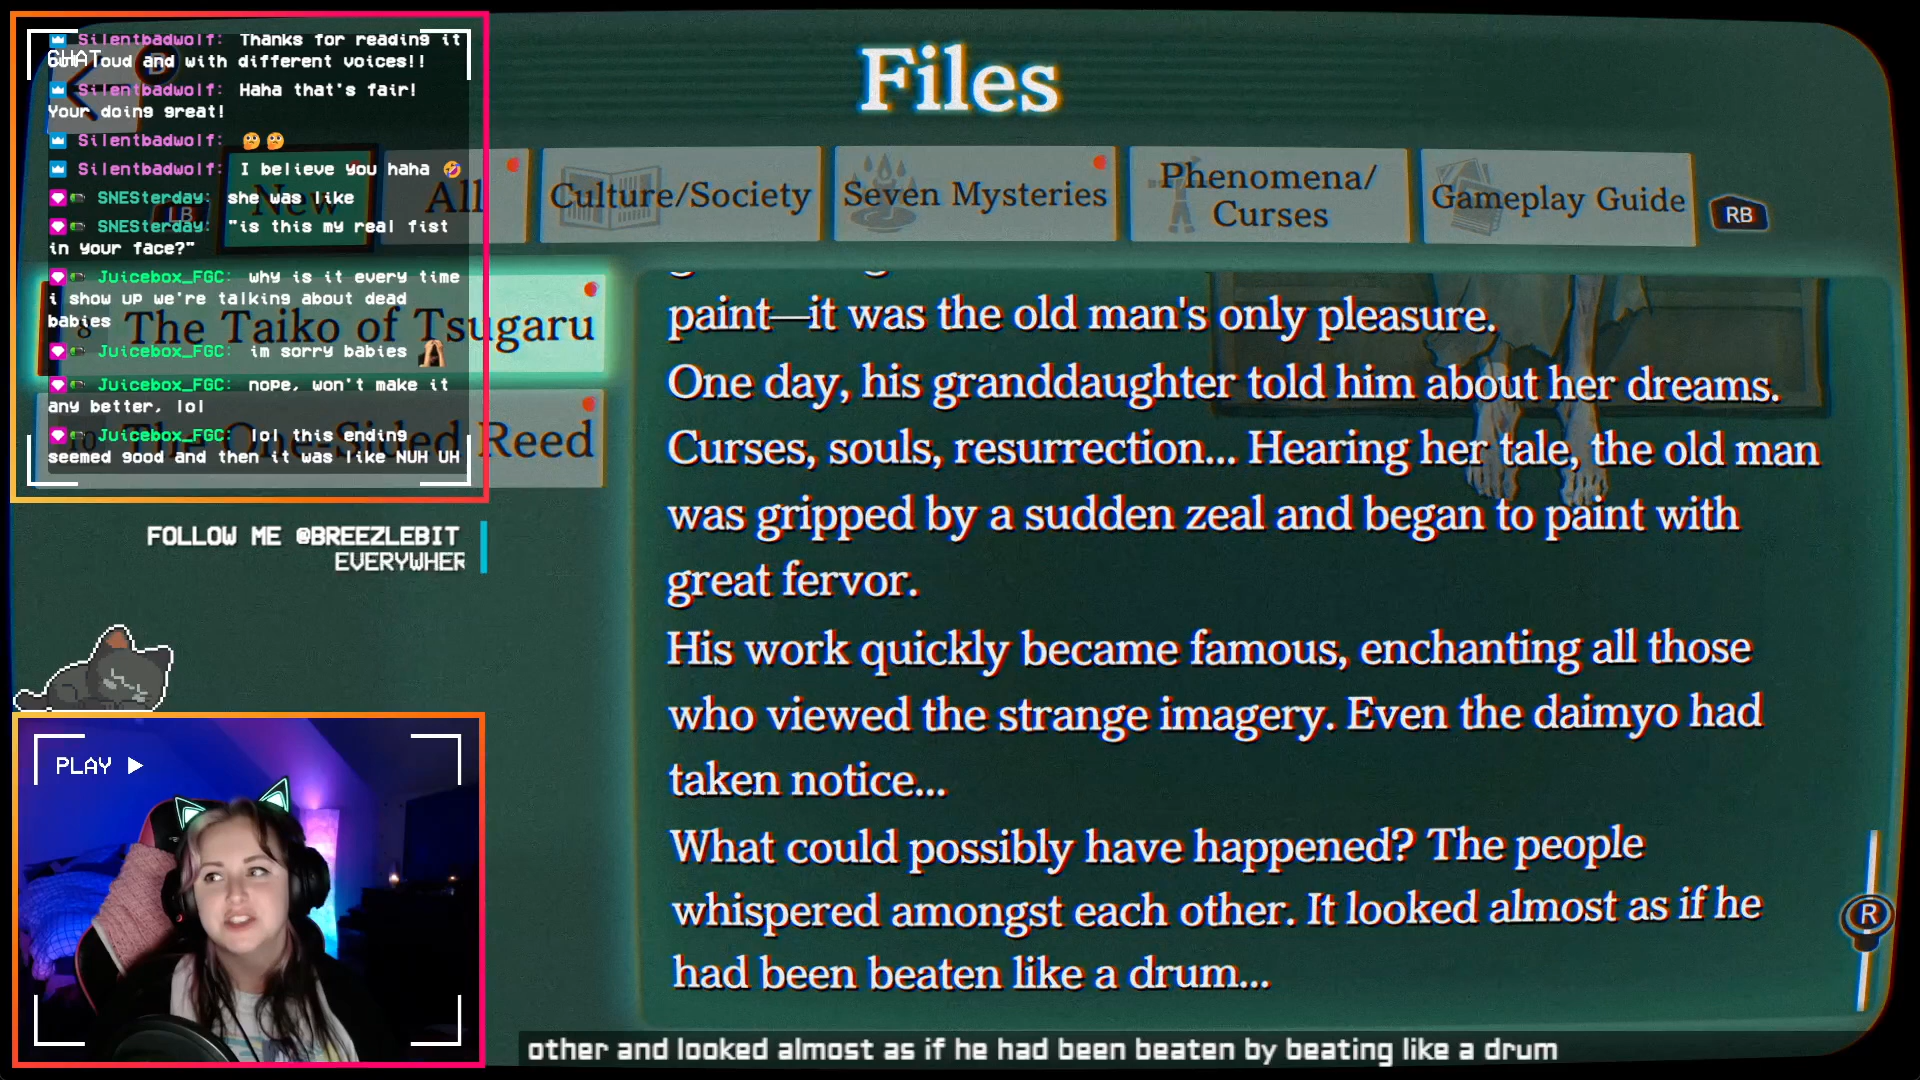 Silentbadwolf: Thanks for reading it
CHAT
out loud and with different voices!!
Silentbadwolf: Haha that's fair!
Your doing great!
Silentbadwolf: 🤔🤔
Silentbadwolf: I believe you haha 🤣
SNESterday: she was like
SNESterday: "is this my real fist
in your face?"
Juicebox_FGC: why is it every time
i show up we're talking about dead
babies
Juicebox_FGC: im sorry babies
Juicebox_FGC: nope, won't make it
any better, lol
Juicebox_FGC: lol this ending
seemed good and then it was like NUH UH
B
Files
LB
New
All
Culture/Society
Seven Mysteries
Phenomena/
Curses
Gameplay Guide
RB
8 The Taiko of Tsugaru
The One-Sided Reed
paint—it was the old man's only pleasure.
One day, his granddaughter told him about her dreams.
Curses, souls, resurrection... Hearing her tale, the old man
was gripped by a sudden zeal and began to paint with
great fervor.
His work quickly became famous, enchanting all those
who viewed the strange imagery. Even the daimyo had
taken notice...
What could possibly have happened? The people
whispered amongst each other. It looked almost as if he
had been beaten like a drum...
R
FOLLOW ME @BREEZLEBIT
EVERYWHER
PLAY
other and looked almost as if he had been beaten by beating like a drum